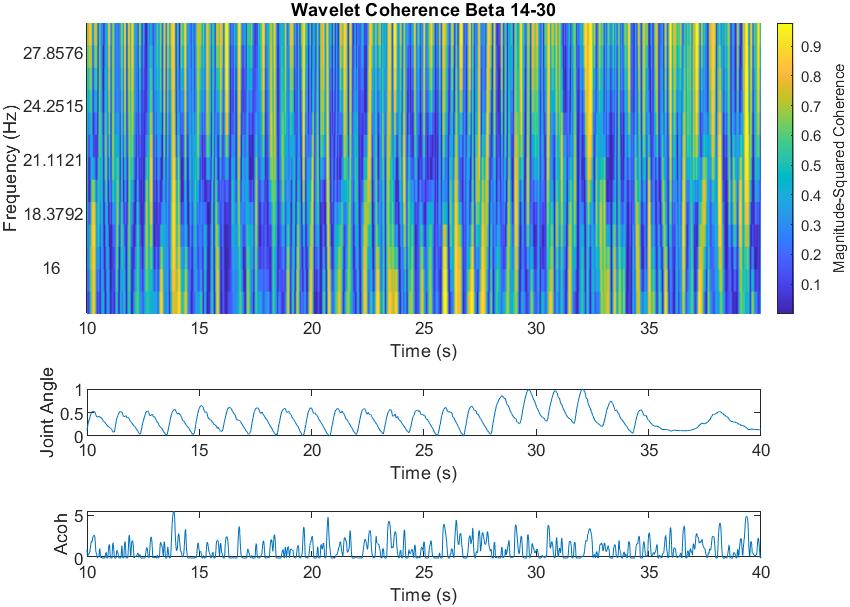 Wavelet Coherence Beta 14-30
Frequency (Hz)
27.8576
24.2515
21.1121
18.3792
16
10 15 20 25 30 35
Time (s)
0.9
0.8
0.7
0.6
0.5
0.4
0.3
0.2
0.1
Magnitude-Squared Coherence
Joint Angle
1
0.5
0
10 15 20 25 30 35 40
Time (s)
Acoh
5
0
10 15 20 25 30 35 40
Time (s)